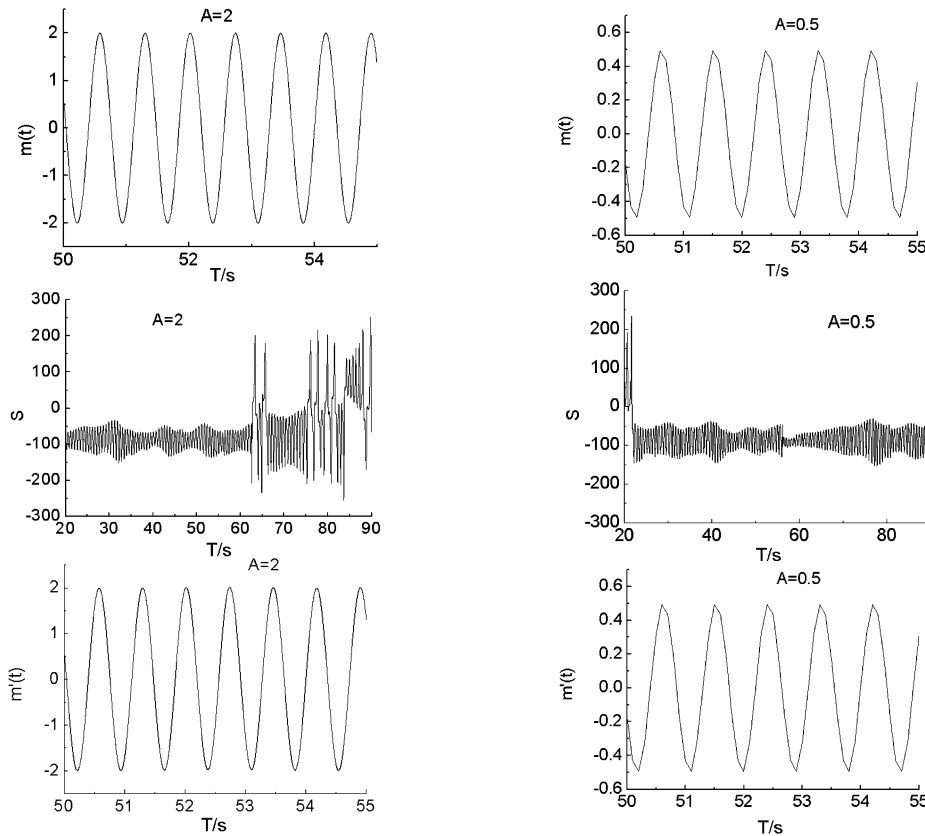 A=2
2
1
0
-1
-2
m(t)
50 52 54
T/s
A=0.5
0.6
0.4
0.2
0.0
-0.2
-0.4
-0.6
m(t)
50 51 52 53 54 55
T/s
A=2
300
200
100
0
-100
-200
-300
S
20 30 40 50 60 70 80 90
T/s
A=0.5
300
200
100
0
-100
-200
-300
S
20 40 60 80
T/s
A=2
2
1
0
-1
-2
m'(t)
50 51 52 53 54 55
T/s
A=0.5
0.6
0.4
0.2
0.0
-0.2
-0.4
-0.6
m'(t)
50 51 52 53 54 55
T/s